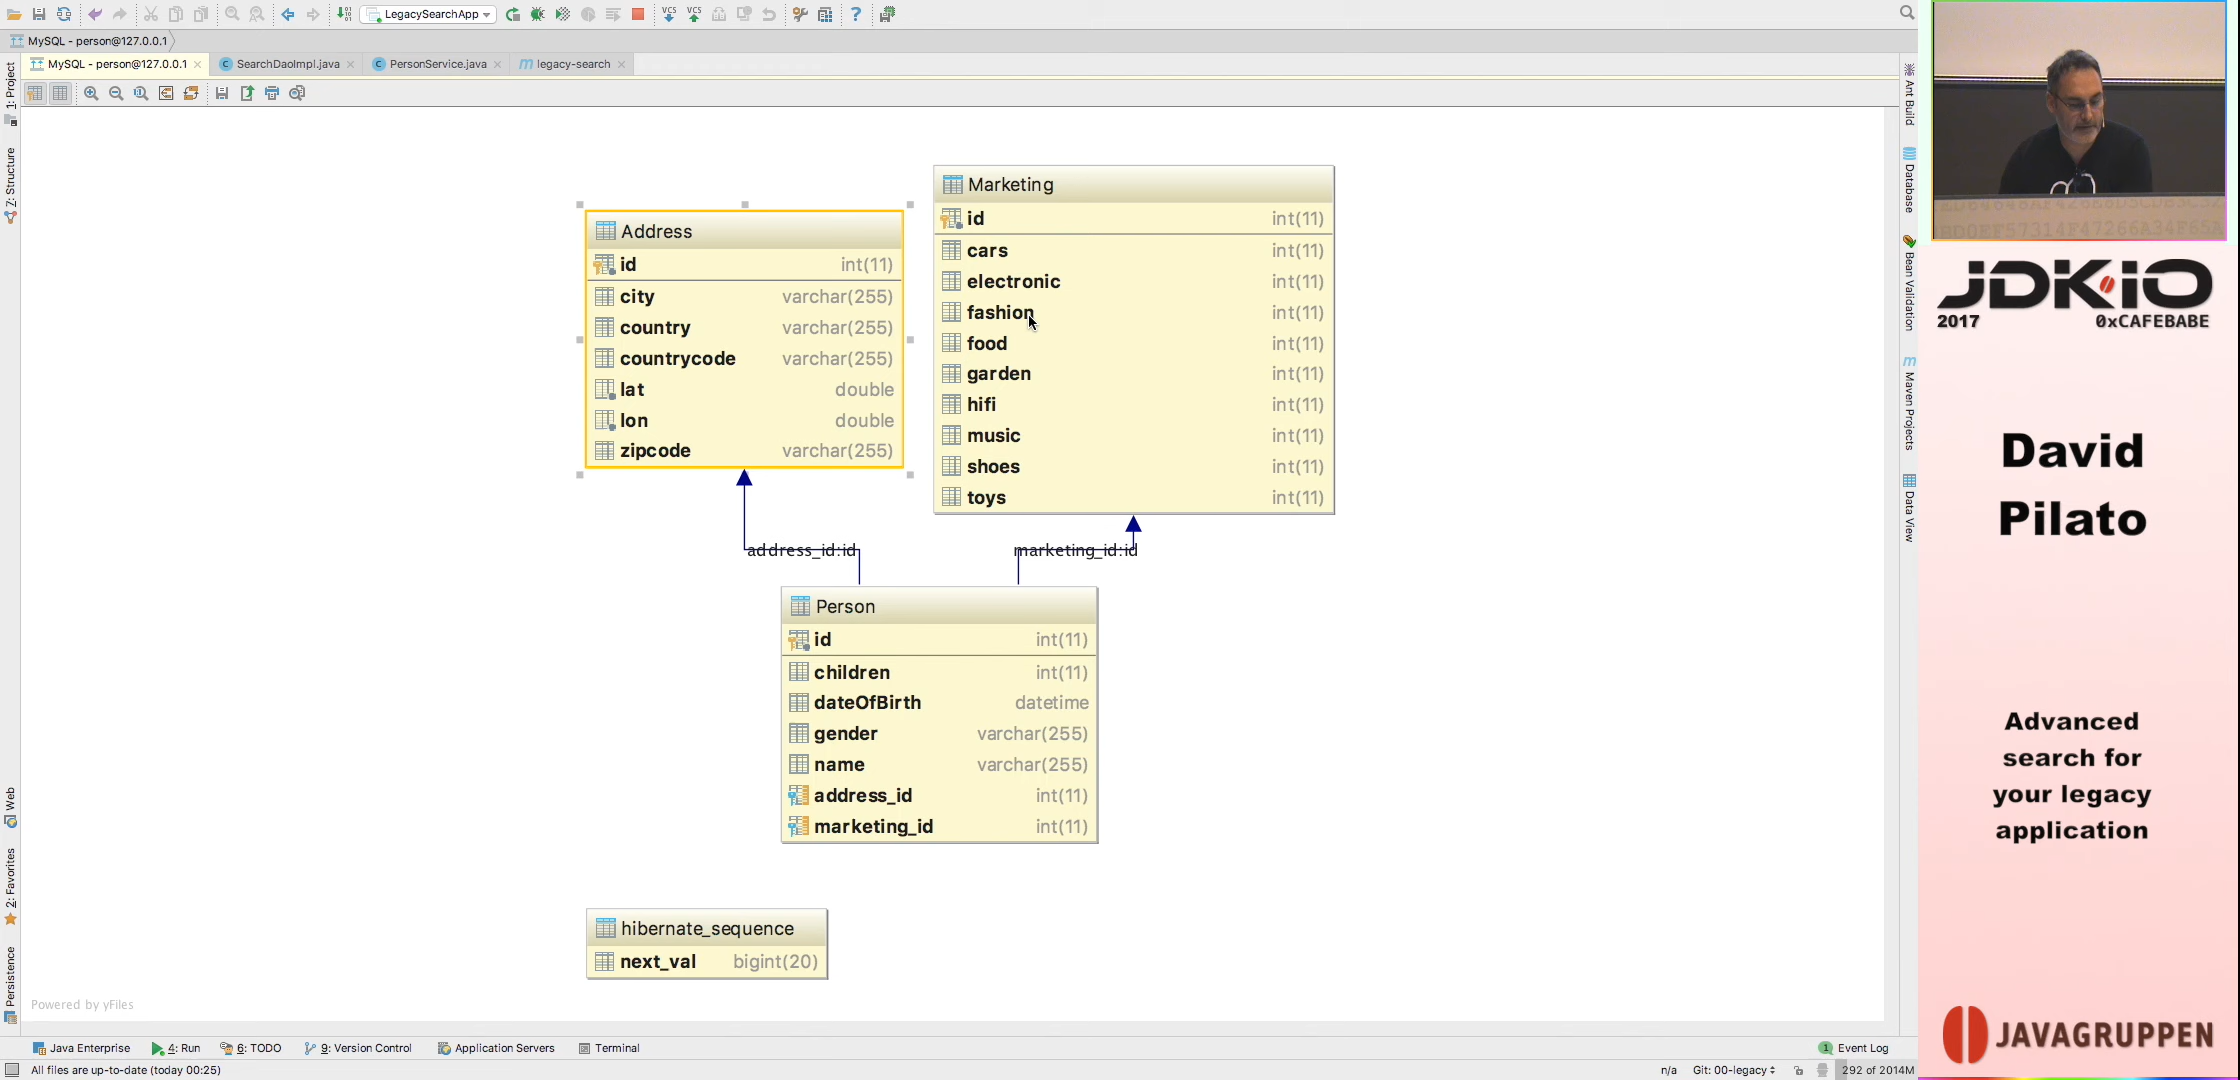 LegacySearchApp
VCS VCS
MySQL - person@127.0.0.1
MySQL - person@127.0.0.1
SearchDaoImpl.java
PersonService.java
legacy-search
1: Project
Z: Structure
Web
2: Favorites
Persistence
Address
id int(11)
city varchar(255)
country varchar(255)
countrycode varchar(255)
lat double
lon double
zipcode varchar(255)
Marketing
id int(11)
cars int(11)
electronic int(11)
fashion int(11)
food int(11)
garden int(11)
hifi int(11)
music int(11)
shoes int(11)
toys int(11)
address_id:id
marketing_id:id
Person
id int(11)
children int(11)
dateOfBirth datetime
gender varchar(255)
name varchar(255)
address_id int(11)
marketing_id int(11)
hibernate_sequence
next_val bigint(20)
Powered by yFiles
Ant Build
Database
Bean Validation
Maven Projects
Data View
Java Enterprise
4: Run
6: TODO
9: Version Control
Application Servers
Terminal
1 Event Log
All files are up-to-date (today 00:25)
n/a
Git: 00-legacy
292 of 2014M
JDK.iO
2017 0xCAFEBABE
David
Pilato
Advanced
search for
your legacy
application
JAVAGRUPPEN